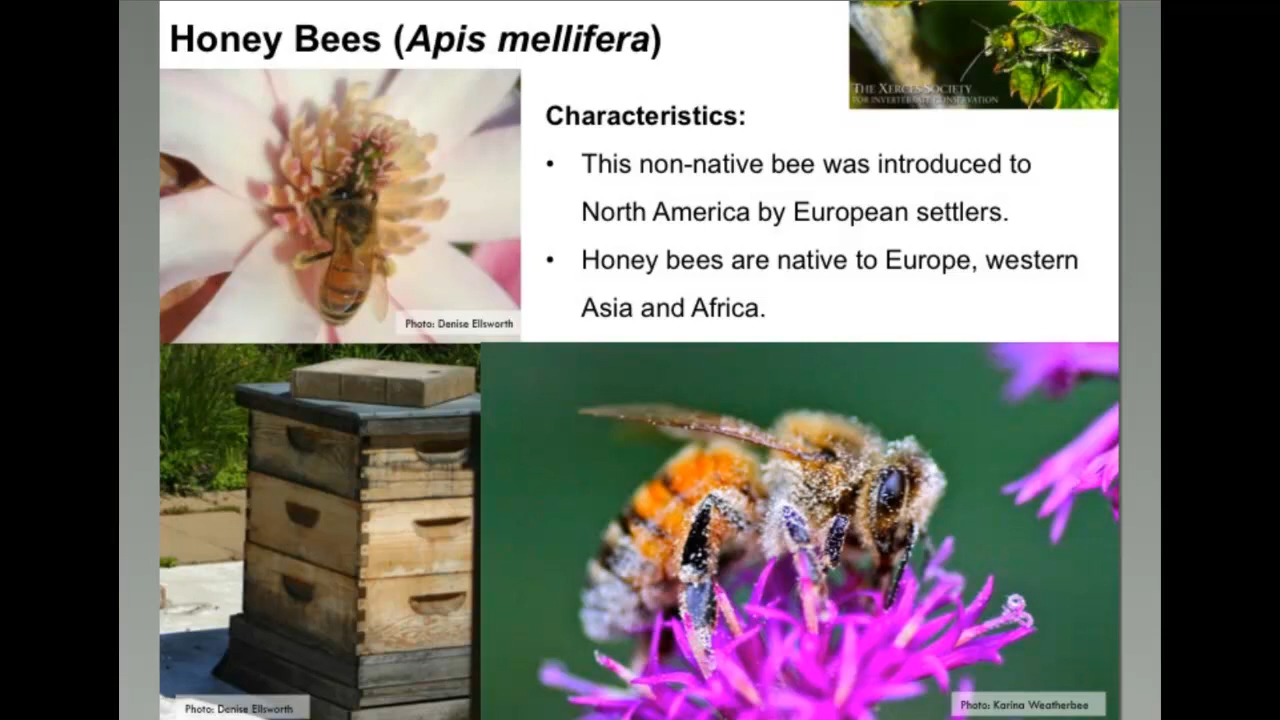 Honey Bees (Apis mellifera)
THE XERCES SOCIETY
FOR INVERTEBRATE CONSERVATION
Characteristics:
• This non-native bee was introduced to
North America by European settlers.
• Honey bees are native to Europe, western
Asia and Africa.
Photo: Denise Ellsworth
Photo: Denise Ellsworth
Photo: Karina Weatherbee